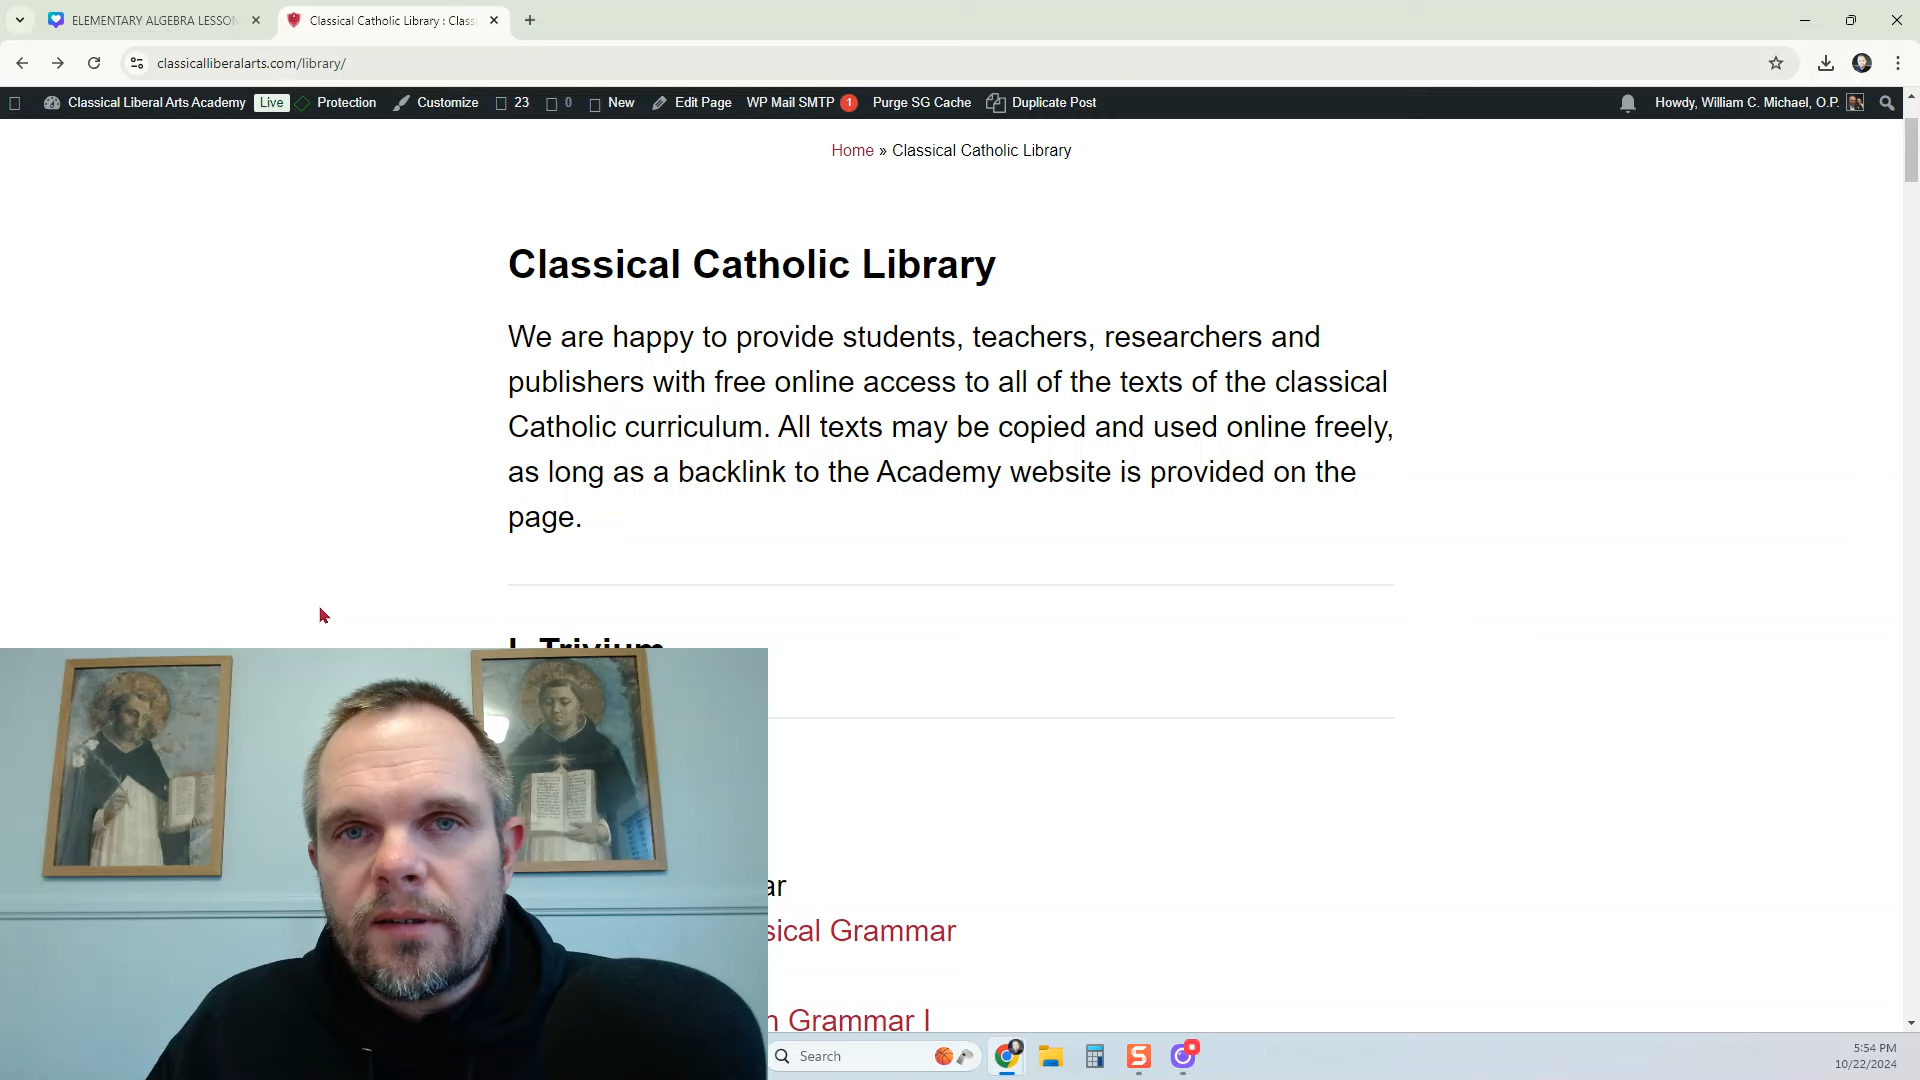 ELEMENTARY ALGEBRA LESSON
Classical Catholic Library : Class
classicalliberalarts.com/library/
Classical Liberal Arts Academy Live Protection Customize 23 0 New Edit Page WP Mail SMTP 1 Purge SG Cache Duplicate Post Howdy, William C. Michael, O.P.
Home » Classical Catholic Library
Classical Catholic Library
We are happy to provide students, teachers, researchers and
publishers with free online access to all of the texts of the classical
Catholic curriculum. All texts may be copied and used online freely,
as long as a backlink to the Academy website is provided on the
page.
I. Trivium
ar
sical Grammar
n Grammar I
Search
5:54 PM
10/22/2024